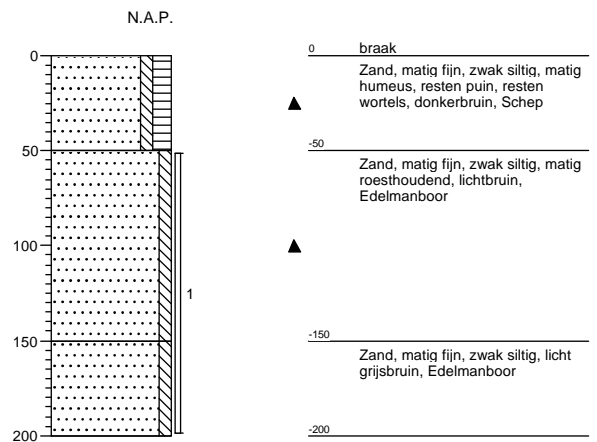 N.A.P.
0
50
100
150
200
1
0
braak
Zand, matig fijn, zwak siltig, matig
humeus, resten puin, resten
wortels, donkerbruin, Schep
-50
Zand, matig fijn, zwak siltig, matig
roesthoudend, lichtbruin,
Edelmanboor
-150
Zand, matig fijn, zwak siltig, licht
grijsbruin, Edelmanboor
-200